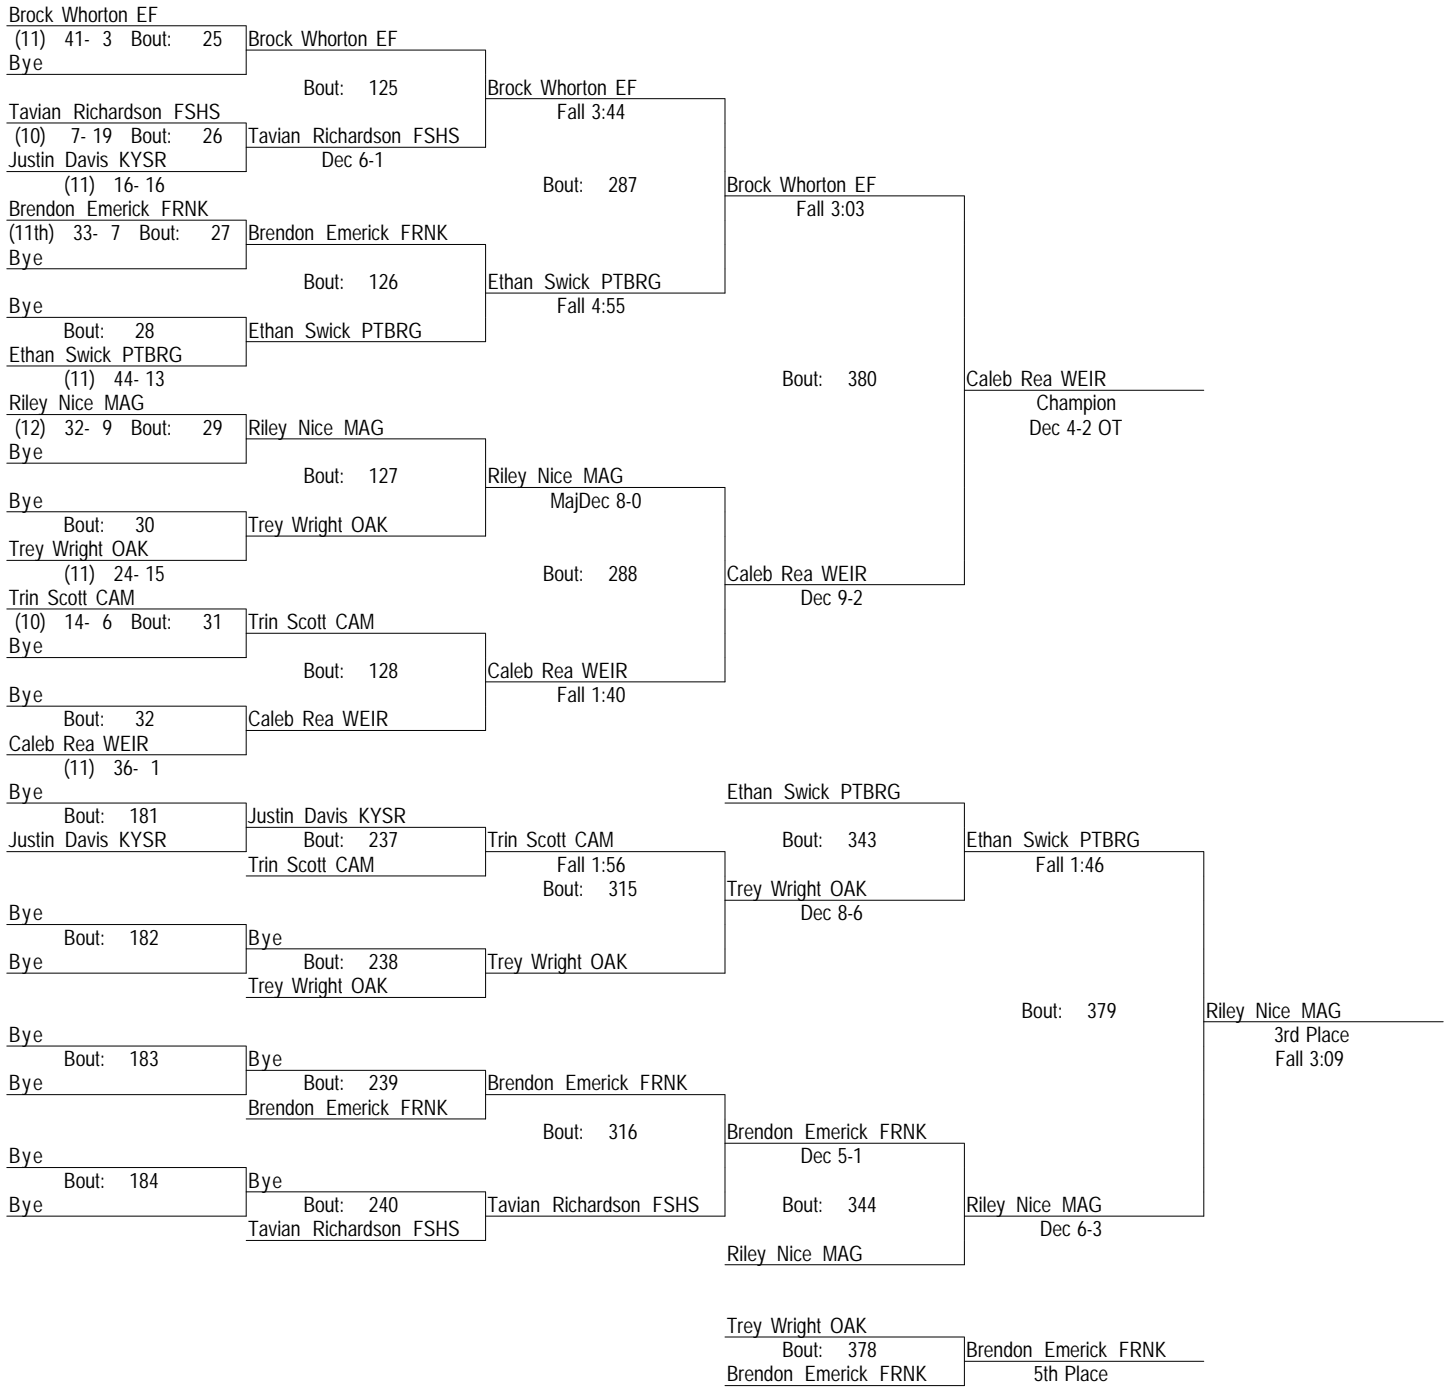 Brock Whorton EF
(11) 41- 3 Bout: 25 Brock Whorton EF
Bye
Bout: 125 Brock Whorton EF
Tavian Richardson FSHS Fall 3:44
(10) 7- 19 Bout: 26 Tavian Richardson FSHS
Justin Davis KYSR Dec 6-1
(11) 16- 16 Bout: 287 Brock Whorton EF
Brendon Emerick FRNK Fall 3:03
(11th) 33- 7 Bout: 27 Brendon Emerick FRNK
Bye
Bout: 126 Ethan Swick PTBRG
Bye Fall 4:55
Bout: 28 Ethan Swick PTBRG
Ethan Swick PTBRG
(11) 44- 13 Bout: 380 Caleb Rea WEIR
Riley Nice MAG Champion
(12) 32- 9 Bout: 29 Riley Nice MAG Dec 4-2 OT
Bye
Bout: 127 Riley Nice MAG
Bye MajDec 8-0
Bout: 30 Trey Wright OAK
Trey Wright OAK
(11) 24- 15 Bout: 288 Caleb Rea WEIR
Trin Scott CAM Dec 9-2
(10) 14- 6 Bout: 31 Trin Scott CAM
Bye
Bout: 128 Caleb Rea WEIR
Bye Fall 1:40
Bout: 32 Caleb Rea WEIR
Caleb Rea WEIR
(11) 36- 1
Bye Ethan Swick PTBRG
Bout: 181 Justin Davis KYSR
Justin Davis KYSR Bout: 237 Trin Scott CAM Bout: 343 Ethan Swick PTBRG
Trin Scott CAM Fall 1:56 Fall 1:46
Bout: 315 Trey Wright OAK
Bye Dec 8-6
Bout: 182 Bye
Bye Bout: 238 Trey Wright OAK
Trey Wright OAK
Bout: 379 Riley Nice MAG
Bye 3rd Place
Bout: 183 Bye Fall 3:09
Bye Bout: 239 Brendon Emerick FRNK
Brendon Emerick FRNK
Bout: 316 Brendon Emerick FRNK
Bye Dec 5-1
Bout: 184 Bye
Bye Bout: 240 Tavian Richardson FSHS Bout: 344 Riley Nice MAG
Tavian Richardson FSHS Dec 6-3
Riley Nice MAG
Trey Wright OAK
Bout: 378 Brendon Emerick FRNK
Brendon Emerick FRNK 5th Place